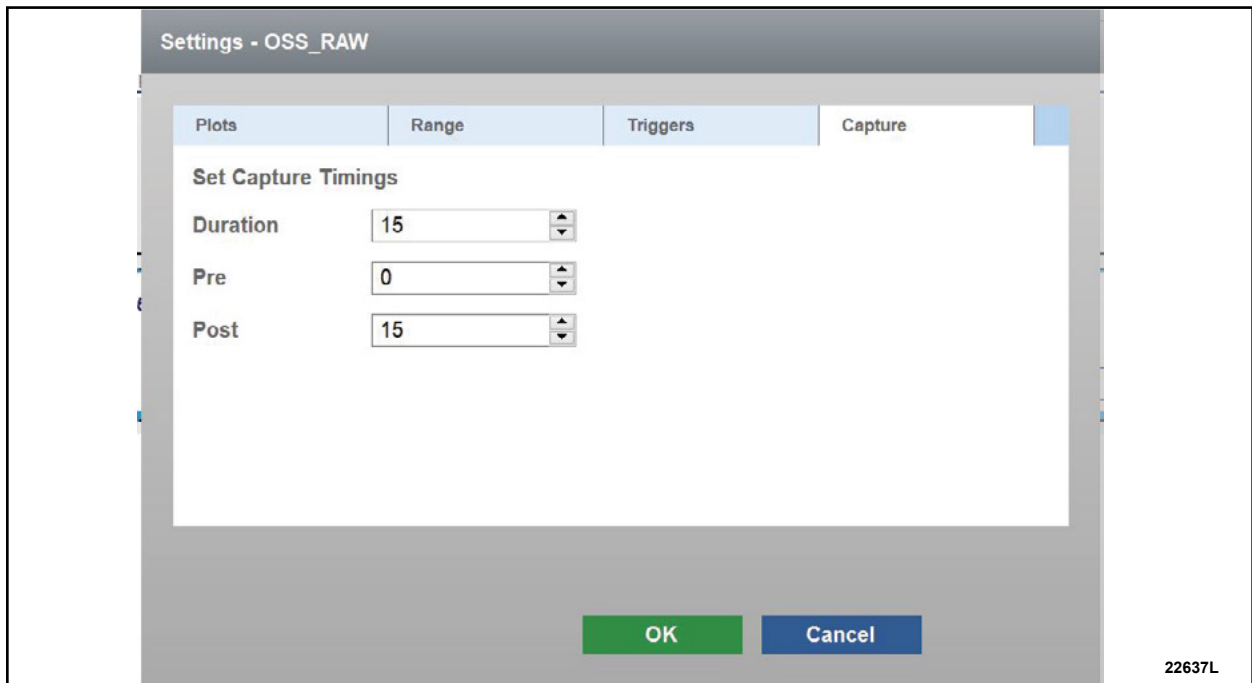 Settings - OSS_RAW
Plots Range Triggers Capture
Set Capture Timings
Duration 15
Pre 0
Post 15
OK Cancel
22637L